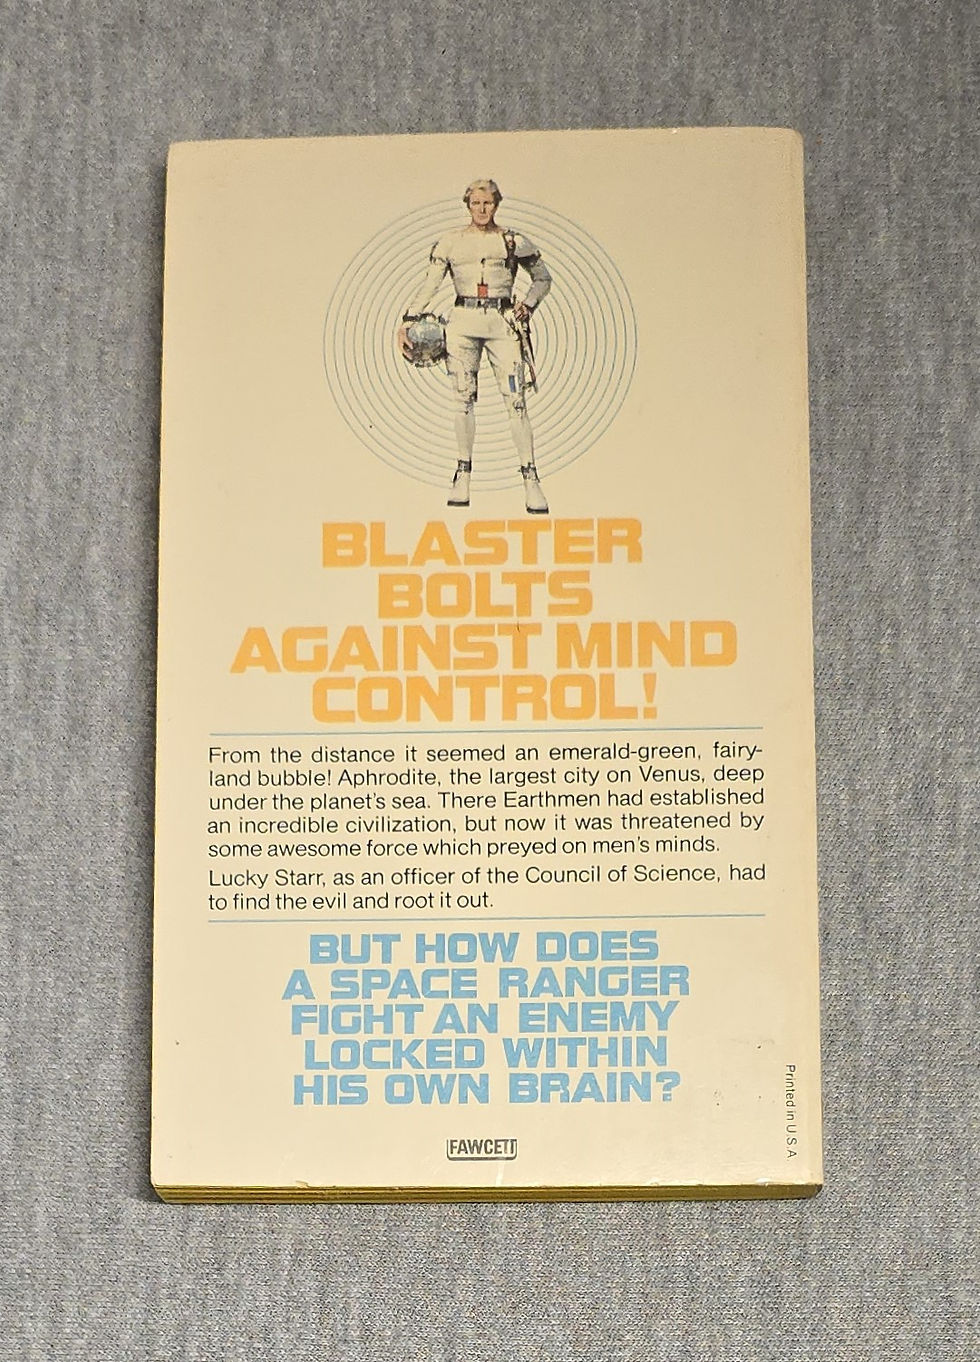 BLASTER
BOLTS
AGAINST MIND
CONTROL!
From the distance it seemed an emerald-green, fairy-
land bubble! Aphrodite, the largest city on Venus, deep
under the planet's sea. There Earthmen had established
an incredible civilization, but now it was threatened by
some awesome force which preyed on men's minds.
Lucky Starr, as an officer of the Council of Science, had
to find the evil and root it out.
BUT HOW DOES
A SPACE RANGER
FIGHT AN ENEMY
LOCKED WITHIN
HIS OWN BRAIN?
FAWCETT
Printed in U.S.A.